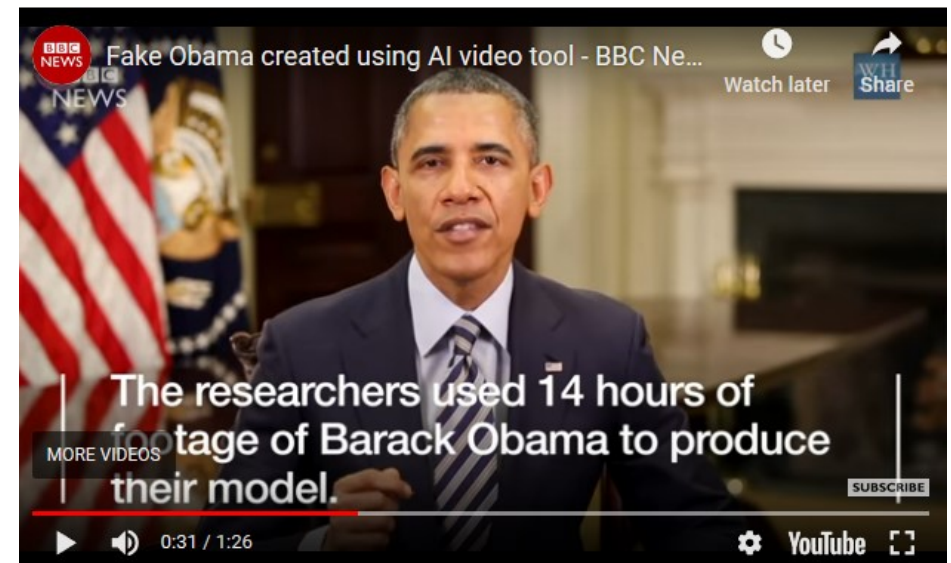 BBC
NEWS
Fake Obama created using AI video tool - BBC Ne...
Watch later
Share
BBC
NEWS
WH
The researchers used 14 hours of
footage of Barack Obama to produce
their model.
MORE VIDEOS
SUBSCRIBE
0:31 / 1:26
YouTube